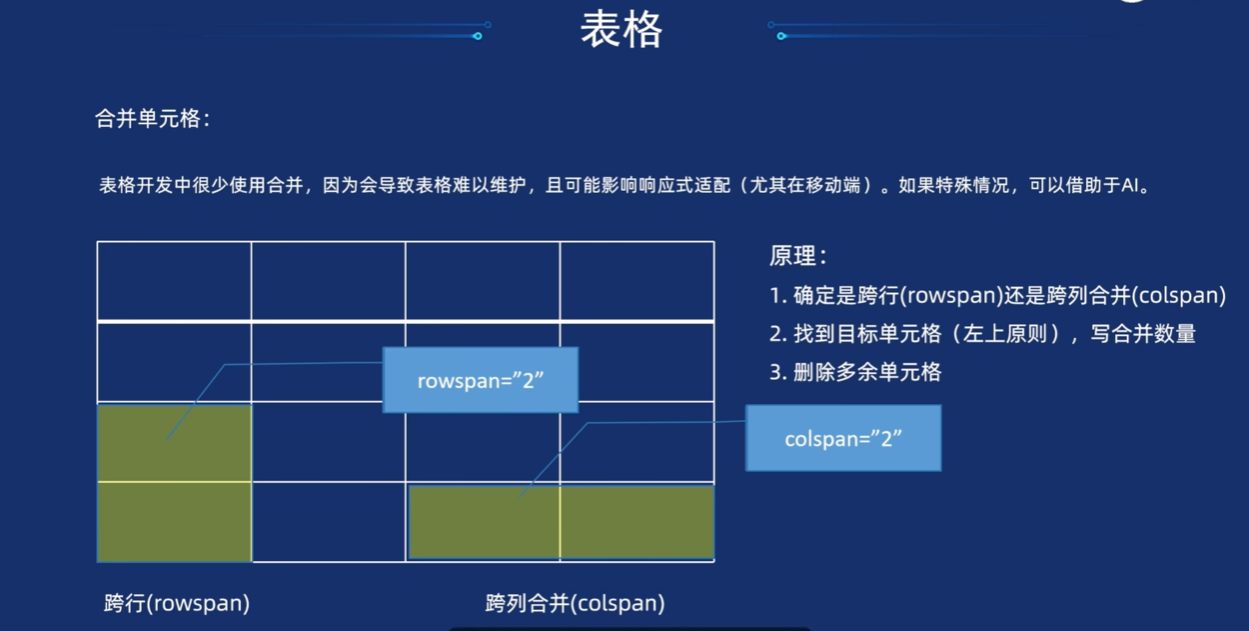 表格
合并单元格：
表格开发中很少使用合并，因为会导致表格难以维护，且可能影响响应式适配（尤其在移动端）。如果特殊情况，可以借助于AI。
原理：
1. 确定是跨行(rowspan)还是跨列合并(colspan)
2. 找到目标单元格（左上原则），写合并数量
3. 删除多余单元格
rowspan=”2”
colspan=”2”
跨行(rowspan)
跨列合并(colspan)